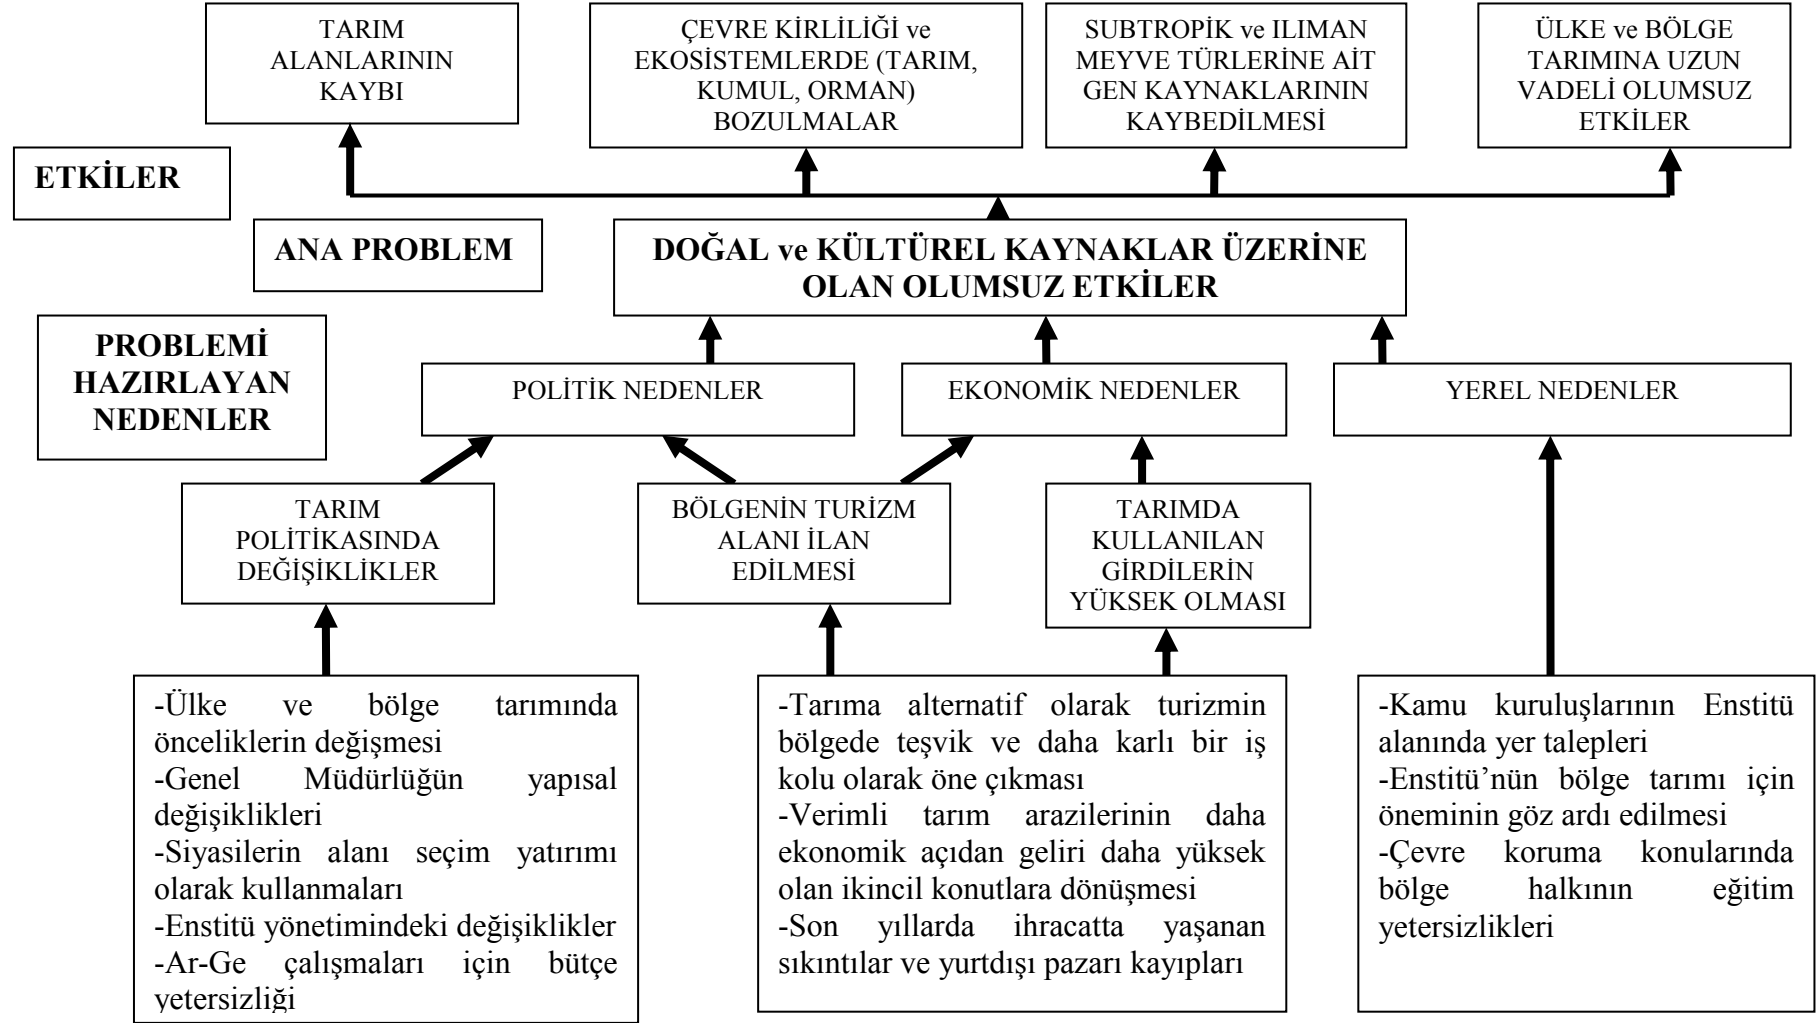 TARIM
ALANLARININ
KAYBI
ÇEVRE KİRLİLİĞİ ve
EKOSİSTEMLERDE (TARIM,
KUMUL, ORMAN)
BOZULMALAR
SUBTROPİK ve ILIMAN
MEYVE TÜRLERİNE AİT
GEN KAYNAKLARININ
KAYBEDİLMESİ
ÜLKE ve BÖLGE
TARIMINA UZUN
VADELİ OLUMSUZ
ETKİLER
ETKİLER
ANA PROBLEM
DOĞAL ve KÜLTÜREL KAYNAKLAR ÜZERİNE
OLAN OLUMSUZ ETKİLER
PROBLEMİ
HAZIRLAYAN
NEDENLER
POLİTİK NEDENLER
EKONOMİK NEDENLER
YEREL NEDENLER
TARIM
POLİTİKASINDA
DEĞİŞİKLİKLER
BÖLGENİN TURİZM
ALANI İLAN
EDİLMESİ
TARIMDA
KULLANILAN
GİRDİLERİN
YÜKSEK OLMASI
-Ülke ve bölge tarımında
önceliklerin değişmesi
-Genel Müdürlüğün yapısal
değişiklikleri
-Siyasilerin alanı seçim yatırımı
olarak kullanmaları
-Enstitü yönetimindeki değişiklikler
-Ar-Ge çalışmaları için bütçe
yetersizliği
-Tarıma alternatif olarak turizmin
bölgede teşvik ve daha karlı bir iş
kolu olarak öne çıkması
-Verimli tarım arazilerinin daha
ekonomik açıdan geliri daha yüksek
olan ikincil konutlara dönüşmesi
-Son yıllarda ihracatta yaşanan
sıkıntılar ve yurtdışı pazarı kayıpları
-Kamu kuruluşlarının Enstitü
alanında yer talepleri
-Enstitü’nün bölge tarımı için
öneminin göz ardı edilmesi
-Çevre koruma konularında
bölge halkının eğitim
yetersizlikleri